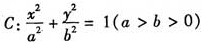 C: x²/a² + y²/b² = 1(a > b > 0)